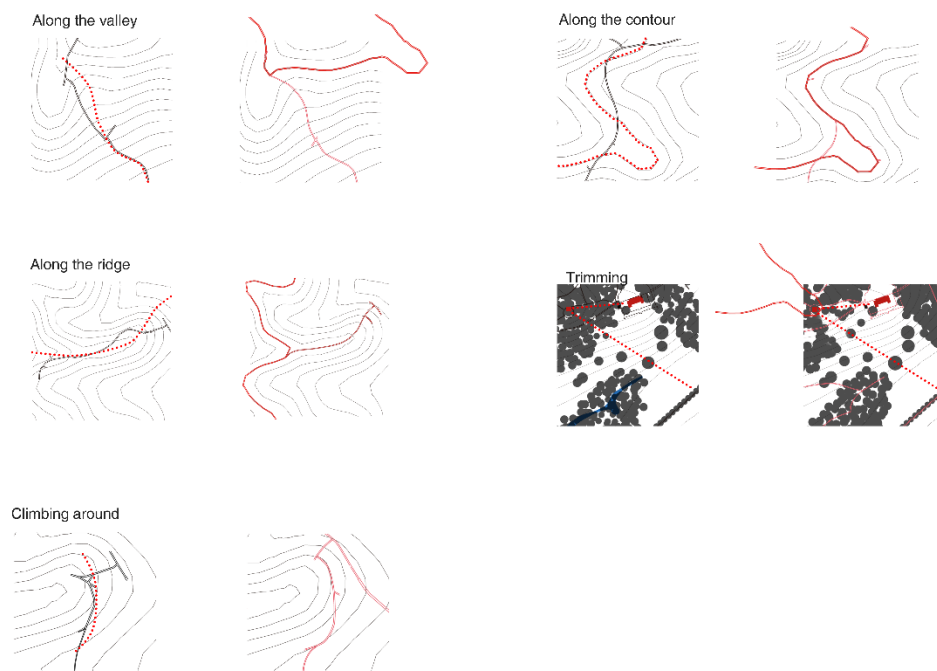 Along the valley
Along the contour
Along the ridge
Trimming
Climbing around